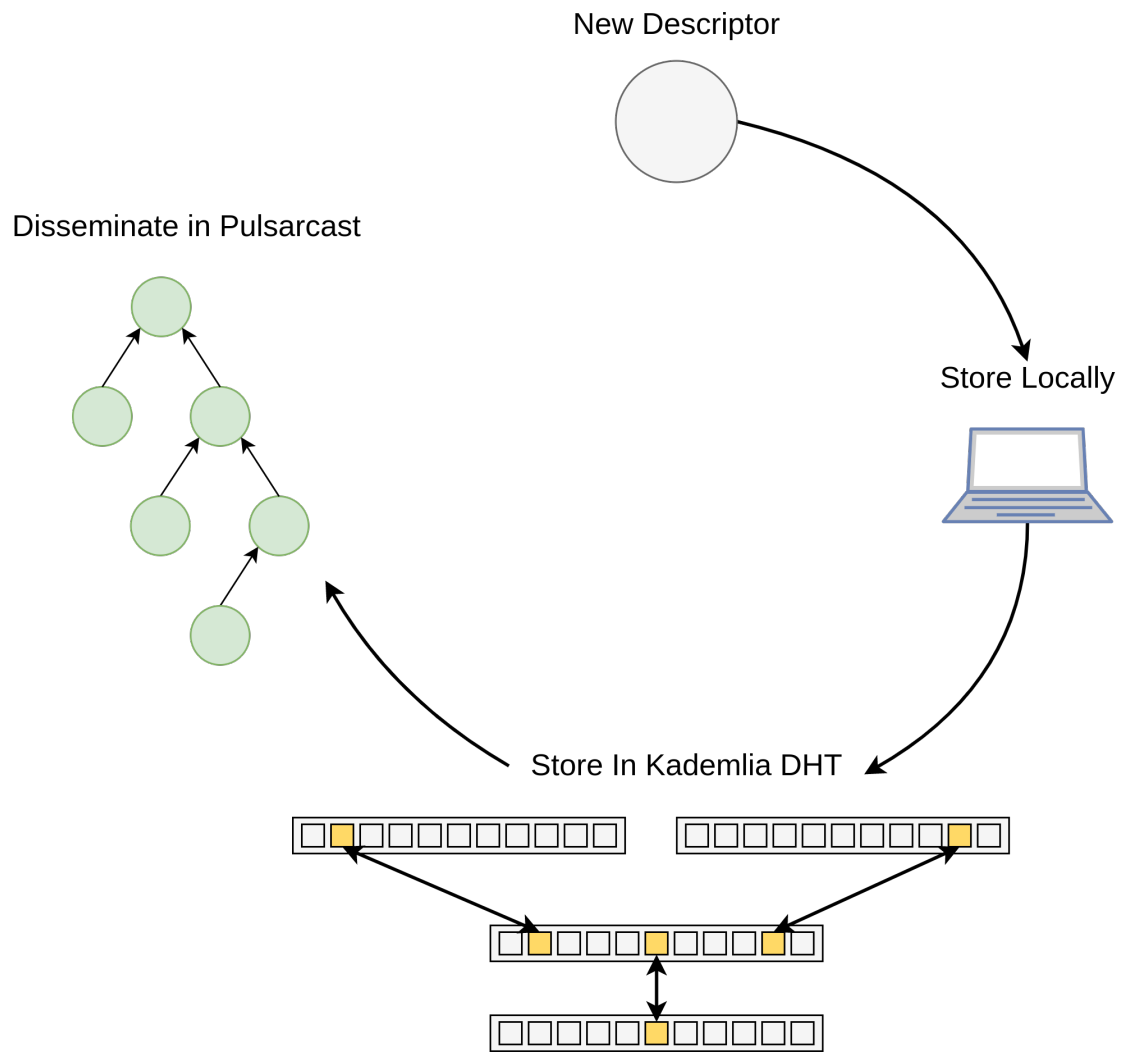 New Descriptor
Disseminate in Pulsarcast
Store Locally
Store In Kademlia DHT